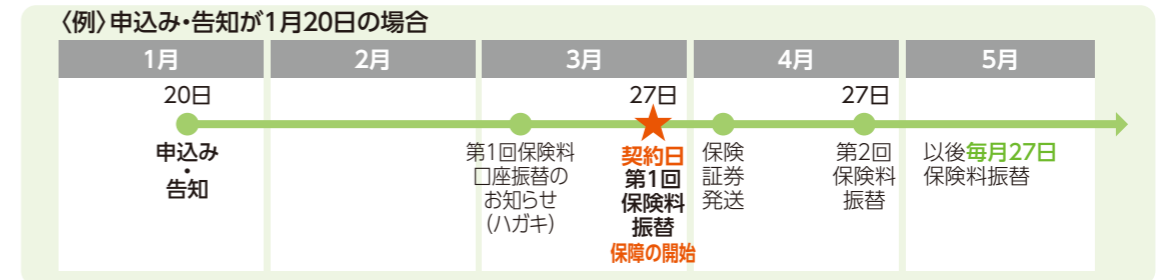 〈例〉申込み・告知が1月20日の場合
1月
2月
3月
4月
5月
20日
27日
27日
申込み
・
告知
第1回保険料
口座振替の
お知らせ
(ハガキ)
契約日
第1回
保険料
振替
保障の開始
保険
証券
発送
第2回
保険料
振替
以後毎月27日
保険料振替